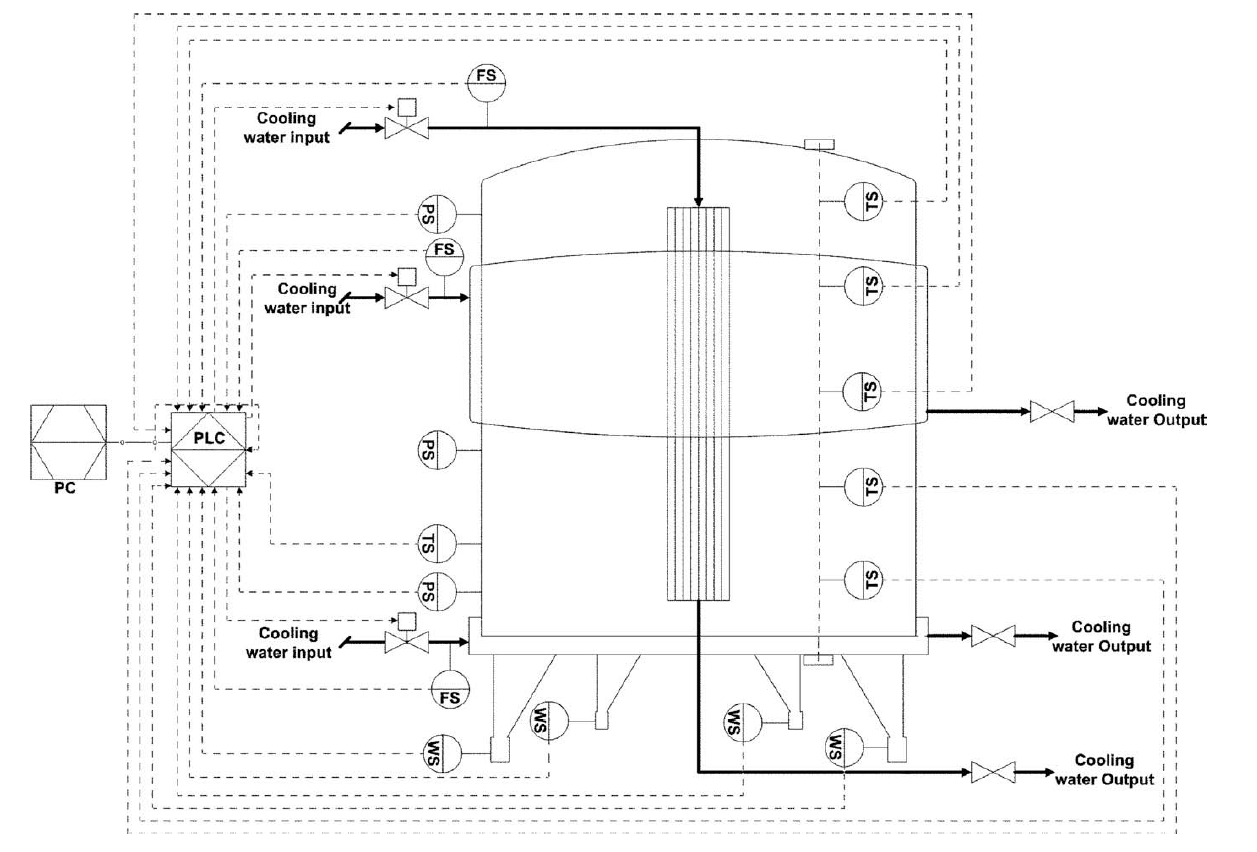 FS
Cooling
water input
TS
PS
FS
Cooling
water input
TS
TS
Cooling
water Output
PLC
PC
PS
TS
TS
PS
TS
Cooling
water input
Cooling
water Output
FS
WS
WS
WS
WS
Cooling
water Output